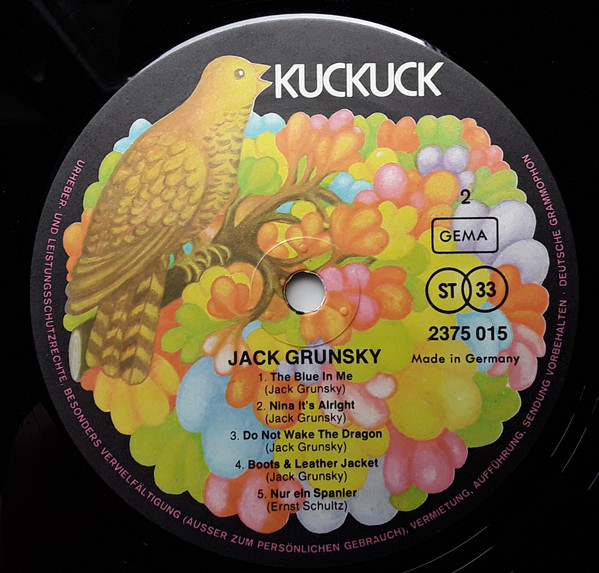 KUCKUCK
2
GEMA
ST 33
2375 015
Made in Germany
JACK GRUNSKY
1. The Blue In Me
(Jack Grunsky)
2. Nina It's Alright
(Jack Grunsky)
3. Do Not Wake The Dragon
(Jack Grunsky)
4. Boots & Leather Jacket
(Jack Grunsky)
5. Nur ein Spanier
(Ernst Schultz)
URHEBER- UND LEISTUNGSSCHUTZRECHTE, BESONDERS VERVIELFÄLTIGUNG (AUSSER ZUM PERSÖNLICHEN GEBRAUCH), VERMIETUNG, AUFFÜHRUNG, SENDUNG VORBEHALTEN · DEUTSCHE GRAMMOPHON